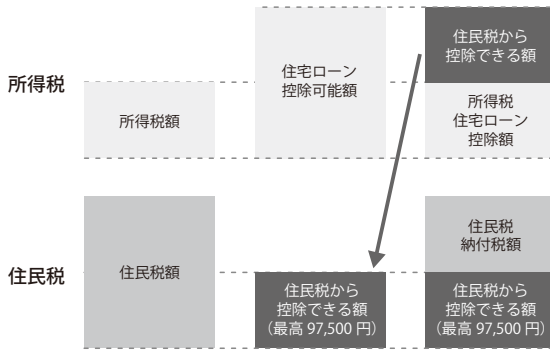 所得税
所得税額
住宅ローン
控除可能額
住民税から
控除できる額
所得税
住宅ローン
控除額
住民税
住民税額
住民税から
控除できる額
（最高 97,500 円）
住民税
納付税額
住民税から
控除できる額
（最高 97,500 円）